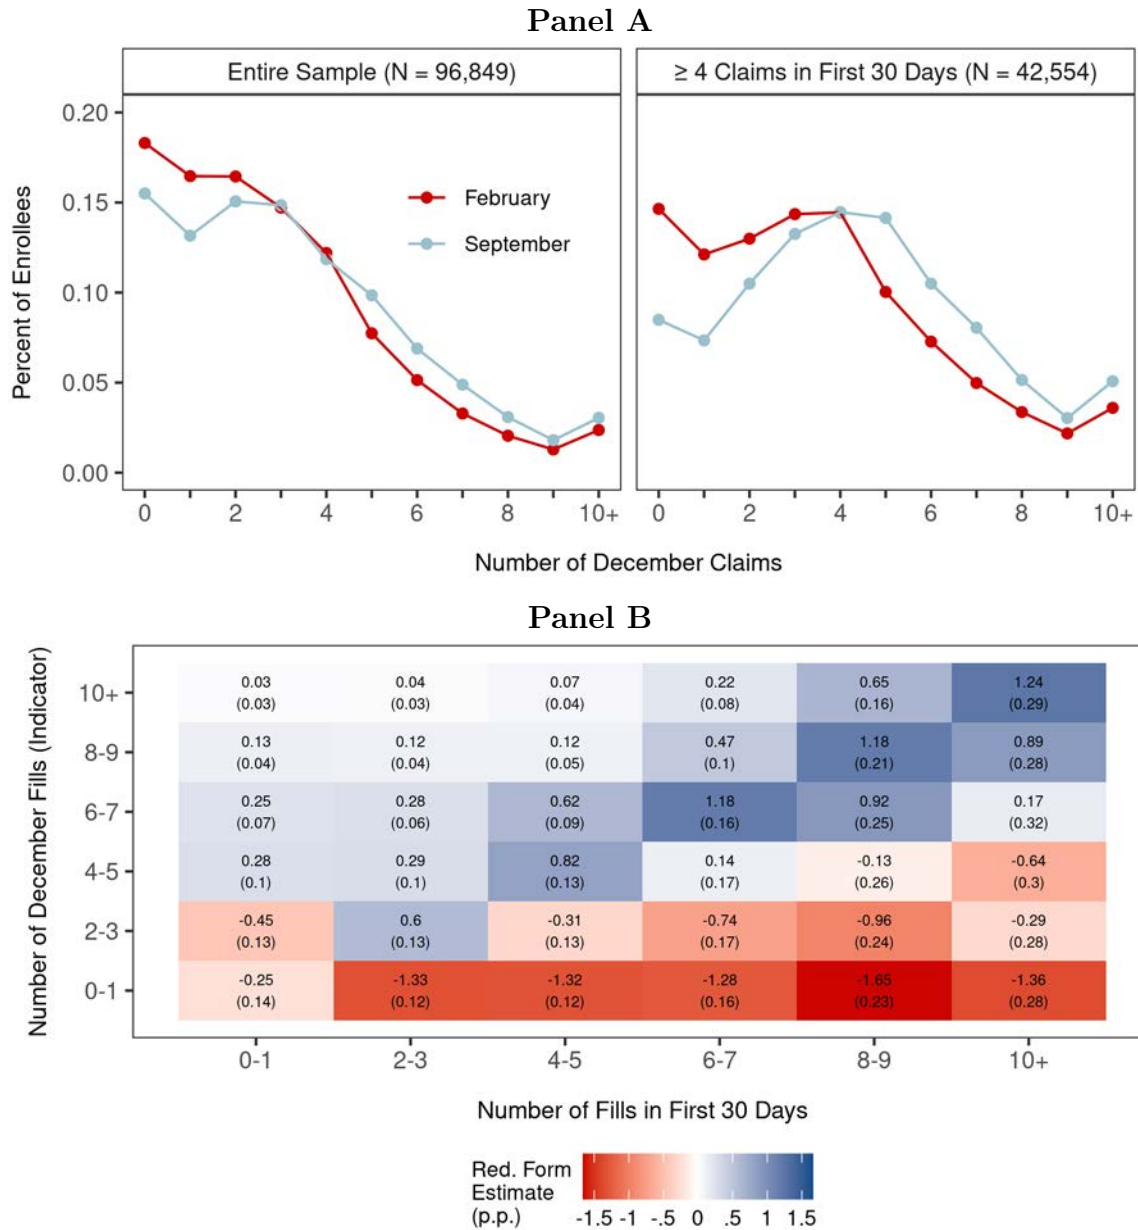 Panel A
Entire Sample (N = 96,849)
≥ 4 Claims in First 30 Days (N = 42,554)
Percent of Enrollees
0.20
0.15
0.10
0.05
0.00
February
September
0 2 4 6 8 10+
0 2 4 6 8 10+
Number of December Claims
Panel B
Number of December Fills (Indicator)
10+ 0.03 0.04 0.07 0.22 0.65 1.24
(0.03) (0.03) (0.04) (0.08) (0.16) (0.29)
8-9 0.13 0.12 0.12 0.47 1.18 0.89
(0.04) (0.04) (0.05) (0.1) (0.21) (0.28)
6-7 0.25 0.28 0.62 1.18 0.92 0.17
(0.07) (0.06) (0.09) (0.16) (0.25) (0.32)
4-5 0.28 0.29 0.82 0.14 -0.13 -0.64
(0.1) (0.1) (0.13) (0.17) (0.26) (0.3)
2-3 -0.45 0.6 -0.31 -0.74 -0.96 -0.29
(0.13) (0.13) (0.13) (0.17) (0.24) (0.28)
0-1 -0.25 -1.33 -1.32 -1.28 -1.65 -1.36
(0.14) (0.12) (0.12) (0.16) (0.23) (0.28)
0-1 2-3 4-5 6-7 8-9 10+
Number of Fills in First 30 Days
Red. Form
Estimate
(p.p.)
-1.5 -1 -.5 0 .5 1 1.5